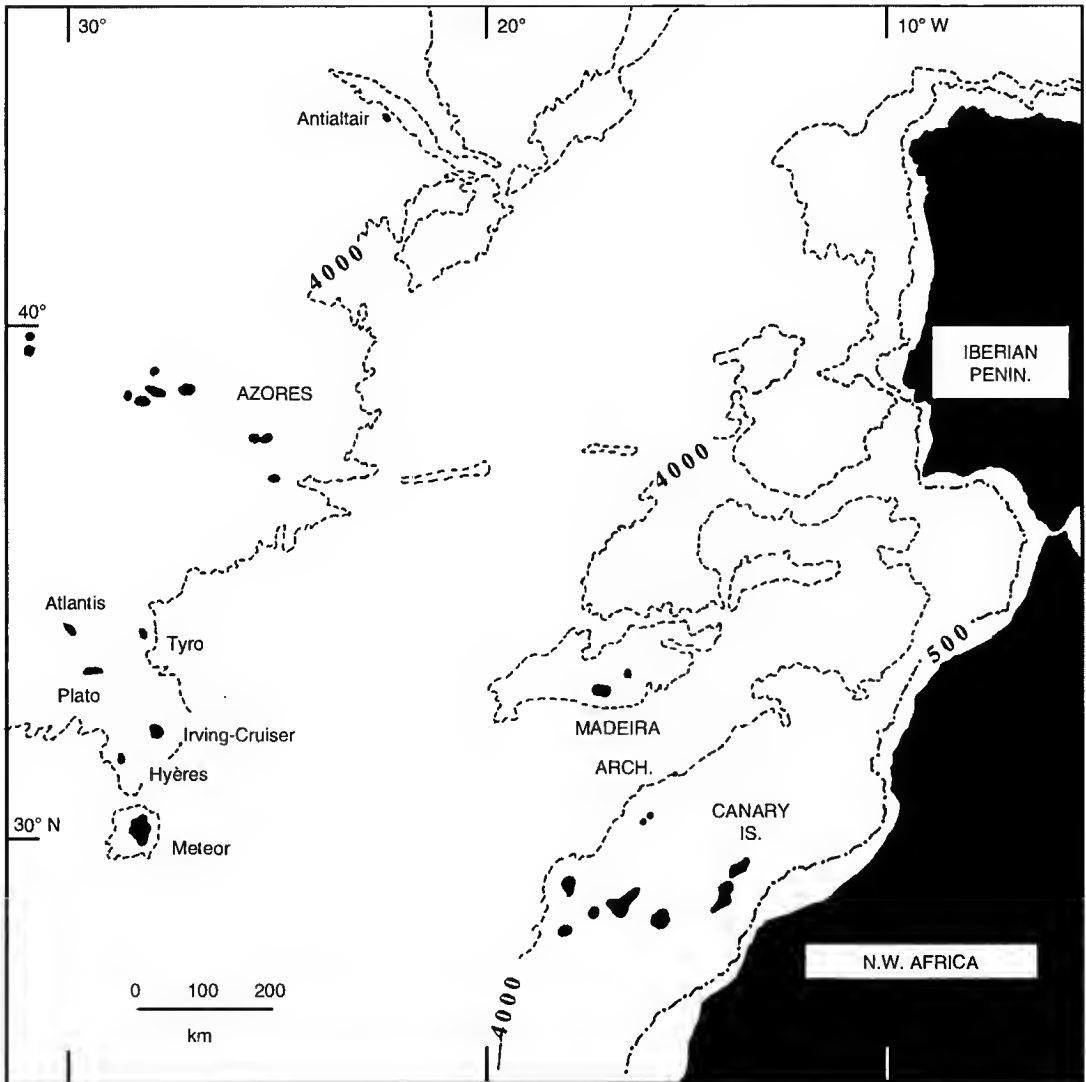 30°
20°
10° W
Antialtair
4000
40°
IBERIAN
PENIN.
AZORES
4000
Atlantis
Tyro
500
Plato
MADEIRA
Irving-Cruiser
ARCH.
Hyères
CANARY
IS.
30° N
Meteor
N.W. AFRICA
0 100 200
km
4000